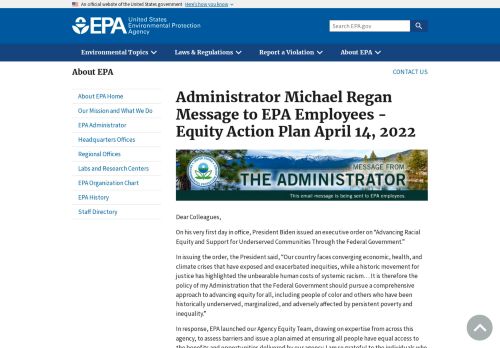 An official website of the United States government Here's how you know
EPA United States
Environmental Protection
Agency
Search EPA.gov
Environmental Topics Laws & Regulations Report a Violation About EPA
About EPA
CONTACT US
About EPA Home
Our Mission and What We Do
EPA Administrator
Headquarters Offices
Regional Offices
Labs and Research Centers
EPA Organization Chart
EPA History
Staff Directory
Administrator Michael Regan
Message to EPA Employees -
Equity Action Plan April 14, 2022
MESSAGE FROM
THE ADMINISTRATOR
This email message is being sent to EPA employees.
Dear Colleagues,
On his very first day in office, President Biden issued an executive order on “Advancing Racial
Equity and Support for Underserved Communities Through the Federal Government.”
In issuing the order, the President said, “Our country faces converging economic, health, and
climate crises that have exposed and exacerbated inequities, while a historic movement for
justice has highlighted the unbearable human costs of systemic racism…It is therefore the
policy of my Administration that the Federal Government should pursue a comprehensive
approach to advancing equity for all, including people of color and others who have been
historically underserved, marginalized, and adversely affected by persistent poverty and
inequality.”
In response, EPA launched our Agency Equity Team, drawing on expertise from across this
agency, to assess barriers and issue a plan aimed at ensuring all people have equal access